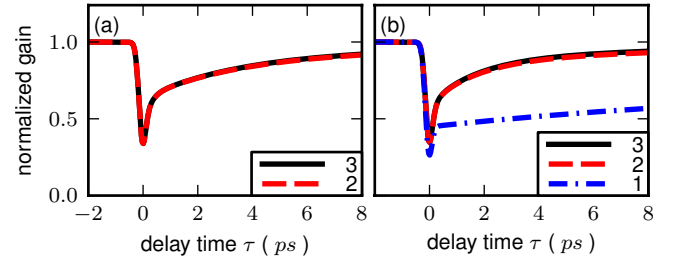 (a)
(b)
normalized gain
1.0
0.5
0.0
3
2
3
2
1
−2 0 2 4 6 8
0 2 4 6 8
delay time τ ( ps )
delay time τ ( ps )